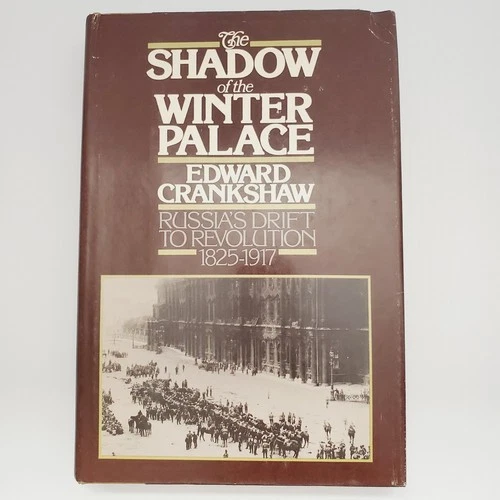 The
SHADOW
of the
WINTER
PALACE
EDWARD
CRANKSHAW
RUSSIA'S DRIFT
TO REVOLUTION
1825-1917